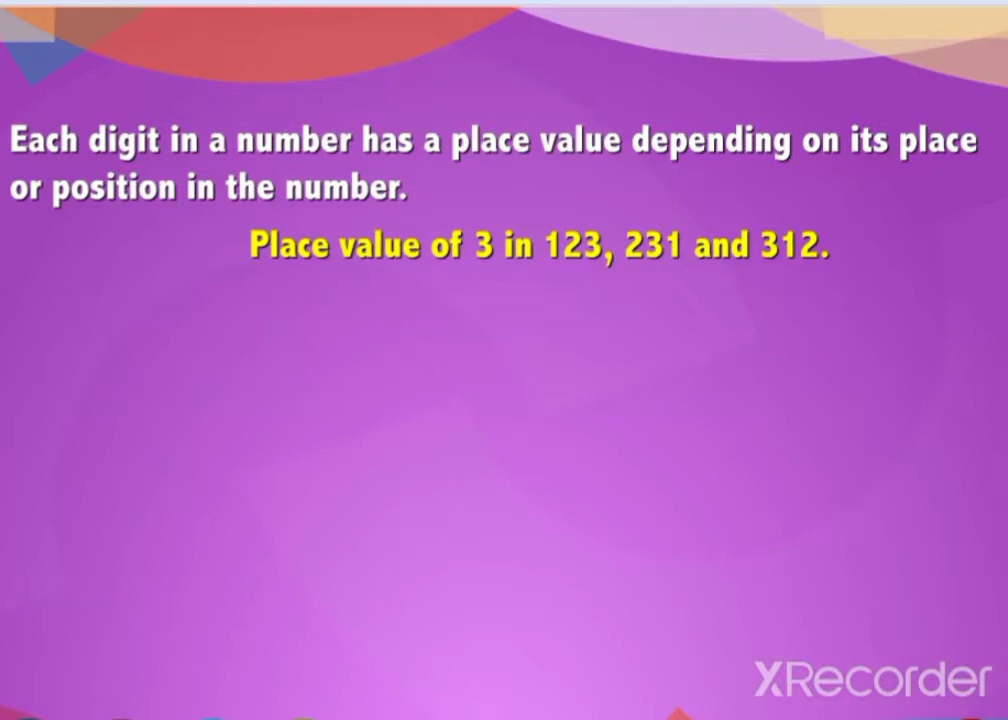 Each digit in a number has a place value depending on its place
or position in the number.
Place value of 3 in 123, 231 and 312.
XRecorder